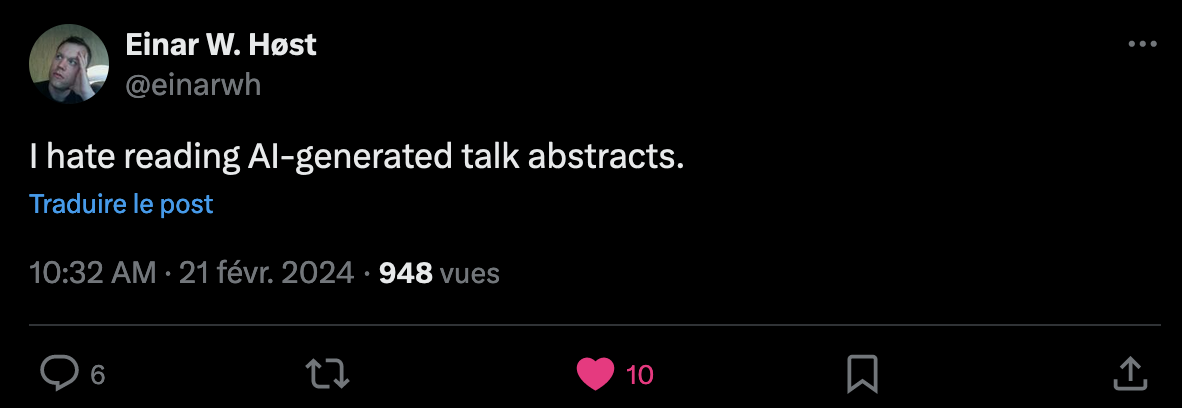 Einar W. Høst
@einarwh
I hate reading AI-generated talk abstracts.
Traduire le post
10:32 AM · 21 févr. 2024 · 948 vues
6
10